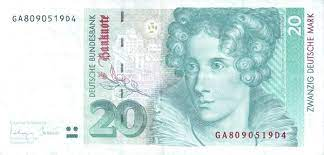 GA8090519D4
20
DEUTSCHE BUNDESBANK
Banknote
ZWANZIG DEUTSCHE MARK
20
GA8090519D4